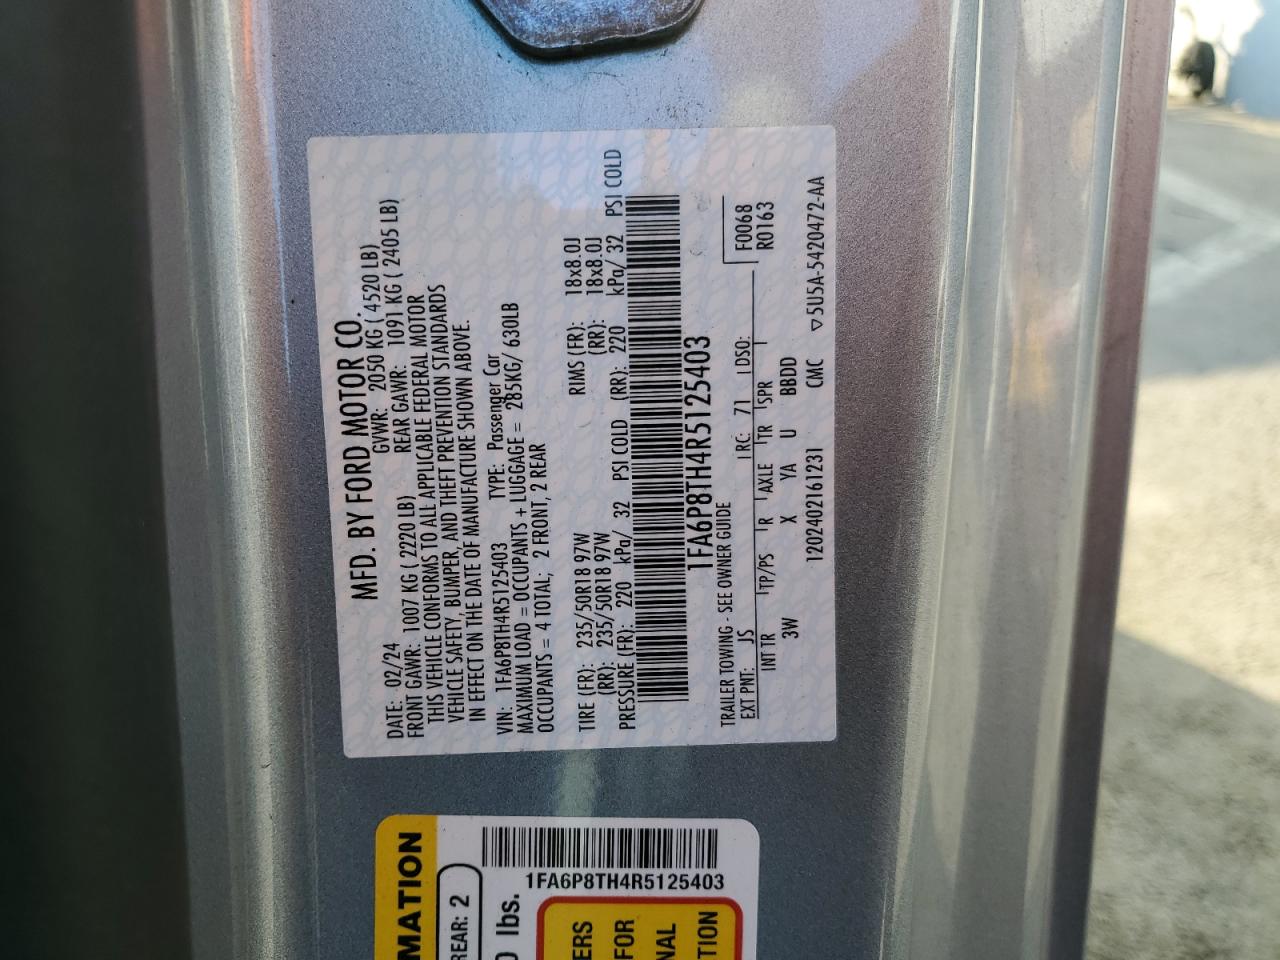 MFD. BY FORD MOTOR CO.
DATE: 02/24 GVWR: 2050 KG ( 4520 LB)
FRONT GAWR: 1007 KG ( 2220 LB) REAR GAWR: 1091 KG ( 2405 LB)
THIS VEHICLE CONFORMS TO ALL APPLICABLE FEDERAL MOTOR
VEHICLE SAFETY, BUMPER, AND THEFT PREVENTION STANDARDS
IN EFFECT ON THE DATE OF MANUFACTURE SHOWN ABOVE.
VIN: 1FA6P8TH4R5125403 TYPE: Passenger Car
MAXIMUM LOAD = OCCUPANTS + LUGGAGE = 285KG/ 630LB
OCCUPANTS = 4 TOTAL; 2 FRONT, 2 REAR
TIRE (FR): 235/50R18 97W RIMS (FR): 18x8.0J
(RR): 235/50R18 97W (RR): 18x8.0J
PRESSURE (FR): 220 kPa/ 32 PSI COLD (RR): 220 kPa/ 32 PSI COLD
1FA6P8TH4R5125403
TRAILER TOWING - SEE OWNER GUIDE F0068
EXT PNT: JS RC: 71 DSO: R0163
INT TR TP/PS R AXLE TR SPR
3W X YA U BBDD
1202402161231 CMC ▽5U5A-5420472-AA
MATION
REAR: 2
lbs.
1FA6P8TH4R5125403
ERS
FOR
NAL
TION